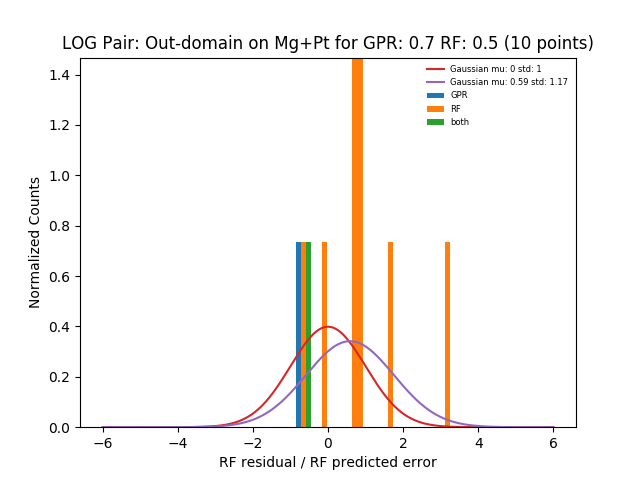 LOG Pair: Out-domain on Mg+Pt for GPR: 0.7 RF: 0.5 (10 points)
Gaussian mu: 0 std: 1
Gaussian mu: 0.59 std: 1.17
GPR
RF
both
Normalized Counts
1.4
1.2
1.0
0.8
0.6
0.4
0.2
0.0
−6
−4
−2
0
2
4
6
RF residual / RF predicted error